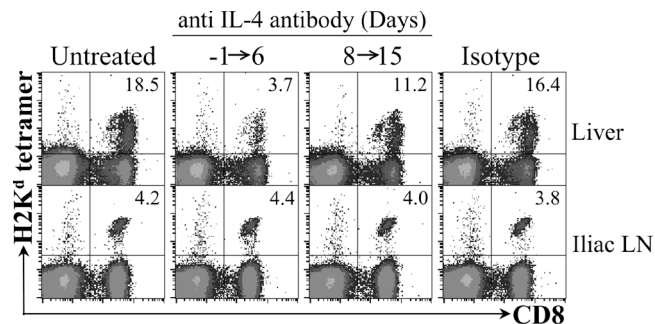 anti IL-4 antibody (Days)
Untreated -1→6 8→15 Isotype
18.5 3.7 11.2 16.4
Liver
4.2 4.4 4.0 3.8
Iliac LN
H2Kᵈ tetramer
CD8